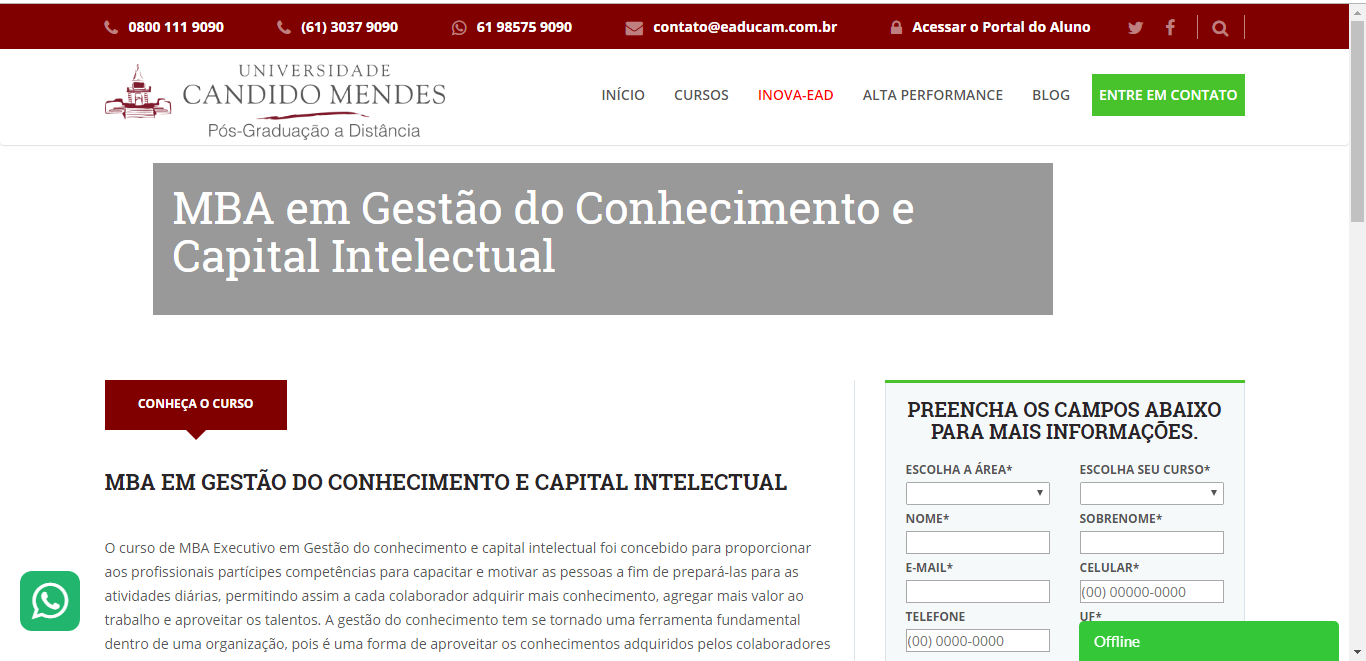 0800 111 9090
(61) 3037 9090
61 98575 9090
contato@eaducam.com.br
Acessar o Portal do Aluno
UNIVERSIDADE
CANDIDO MENDES
Pós-Graduação a Distância
INÍCIO
CURSOS
INOVA-EAD
ALTA PERFORMANCE
BLOG
ENTRE EM CONTATO
MBA em Gestão do Conhecimento e
Capital Intelectual
CONHEÇA O CURSO
MBA EM GESTÃO DO CONHECIMENTO E CAPITAL INTELECTUAL
O curso de MBA Executivo em Gestão do conhecimento e capital intelectual foi concebido para proporcionar
aos profissionais partícipes competências para capacitar e motivar as pessoas a fim de prepará-las para as
atividades diárias, permitindo assim a cada colaborador adquirir mais conhecimento, agregar mais valor ao
trabalho e aproveitar os talentos. A gestão do conhecimento tem se tornado uma ferramenta fundamental
dentro de uma organização, pois é uma forma de aproveitar os conhecimentos adquiridos pelos colaboradores
PREENCHA OS CAMPOS ABAIXO
PARA MAIS INFORMAÇÕES.
ESCOLHA A ÁREA*
ESCOLHA SEU CURSO*
NOME*
SOBRENOME*
E-MAIL*
CELULAR*
(00) 00000-0000
TELEFONE
UF*
(00) 0000-0000
Offline